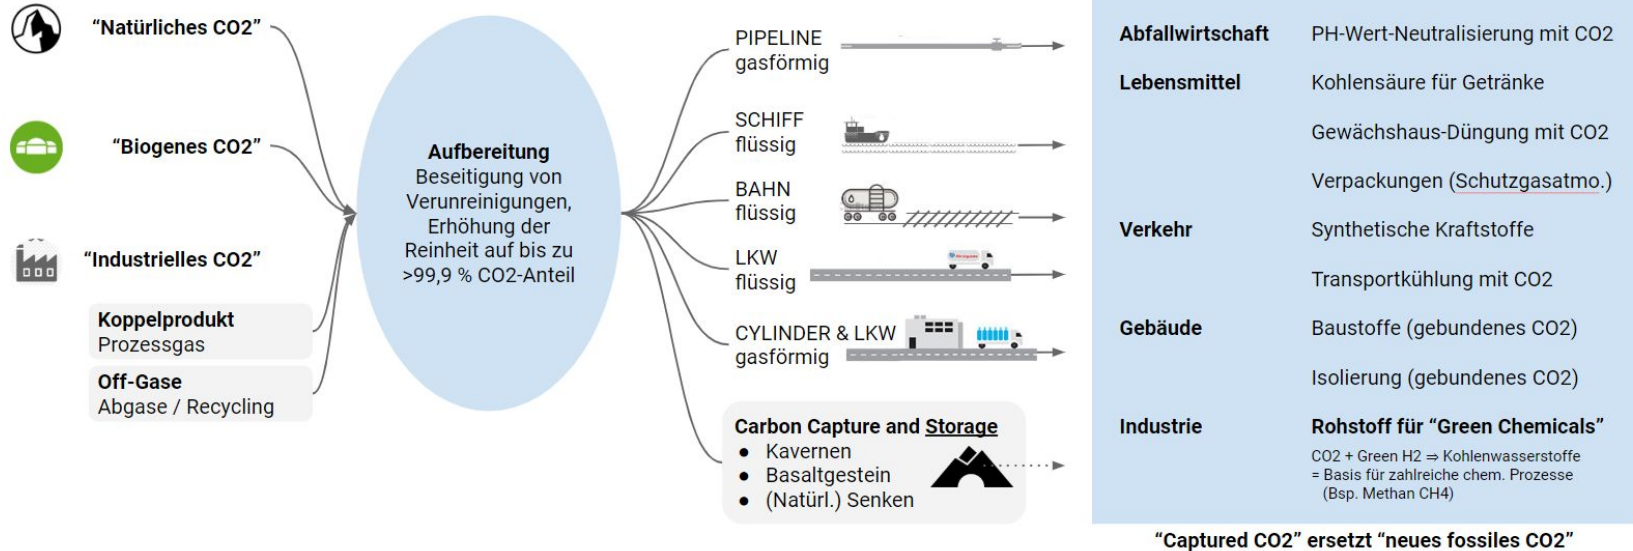 “Natürliches CO2”
“Biogenes CO2”
“Industrielles CO2”
Koppelprodukt
Prozessgas
Off-Gase
Abgase / Recycling
Aufbereitung
Beseitigung von
Verunreinigungen,
Erhöhung der
Reinheit auf bis zu
>99,9 % CO2-Anteil
PIPELINE
gasförmig
SCHIFF
flüssig
BAHN
flüssig
LKW
flüssig
CYLINDER & LKW
gasförmig
Carbon Capture and Storage
● Kavernen
● Basaltgestein
● (Natürl.) Senken
Abfallwirtschaft PH-Wert-Neutralisierung mit CO2
Lebensmittel Kohlensäure für Getränke
Gewächshaus-Düngung mit CO2
Verpackungen (Schutzgasatmo.)
Verkehr Synthetische Kraftstoffe
Transportkühlung mit CO2
Gebäude Baustoffe (gebundenes CO2)
Isolierung (gebundenes CO2)
Industrie Rohstoff für “Green Chemicals”
CO2 + Green H2 ⇒ Kohlenwasserstoffe
= Basis für zahlreiche chem. Prozesse
(Bsp. Methan CH4)
“Captured CO2” ersetzt “neues fossiles CO2”